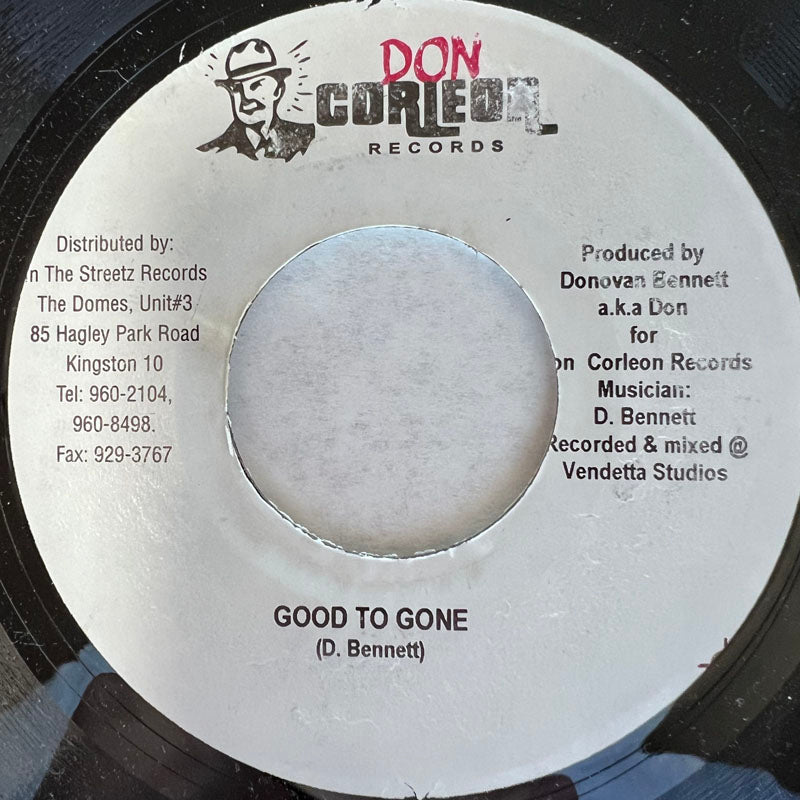 DON
CORLEON
RECORDS
Distributed by:
n The Streetz Records
The Domes, Unit#3
85 Hagley Park Road
Kingston 10
Tel: 960-2104,
960-8498.
Fax: 929-3767
Produced by
Donovan Bennett
a.k.a Don
for
on Corleon Records
Musician:
D. Bennett
Recorded & mixed @
Vendetta Studios
GOOD TO GONE
(D. Bennett)